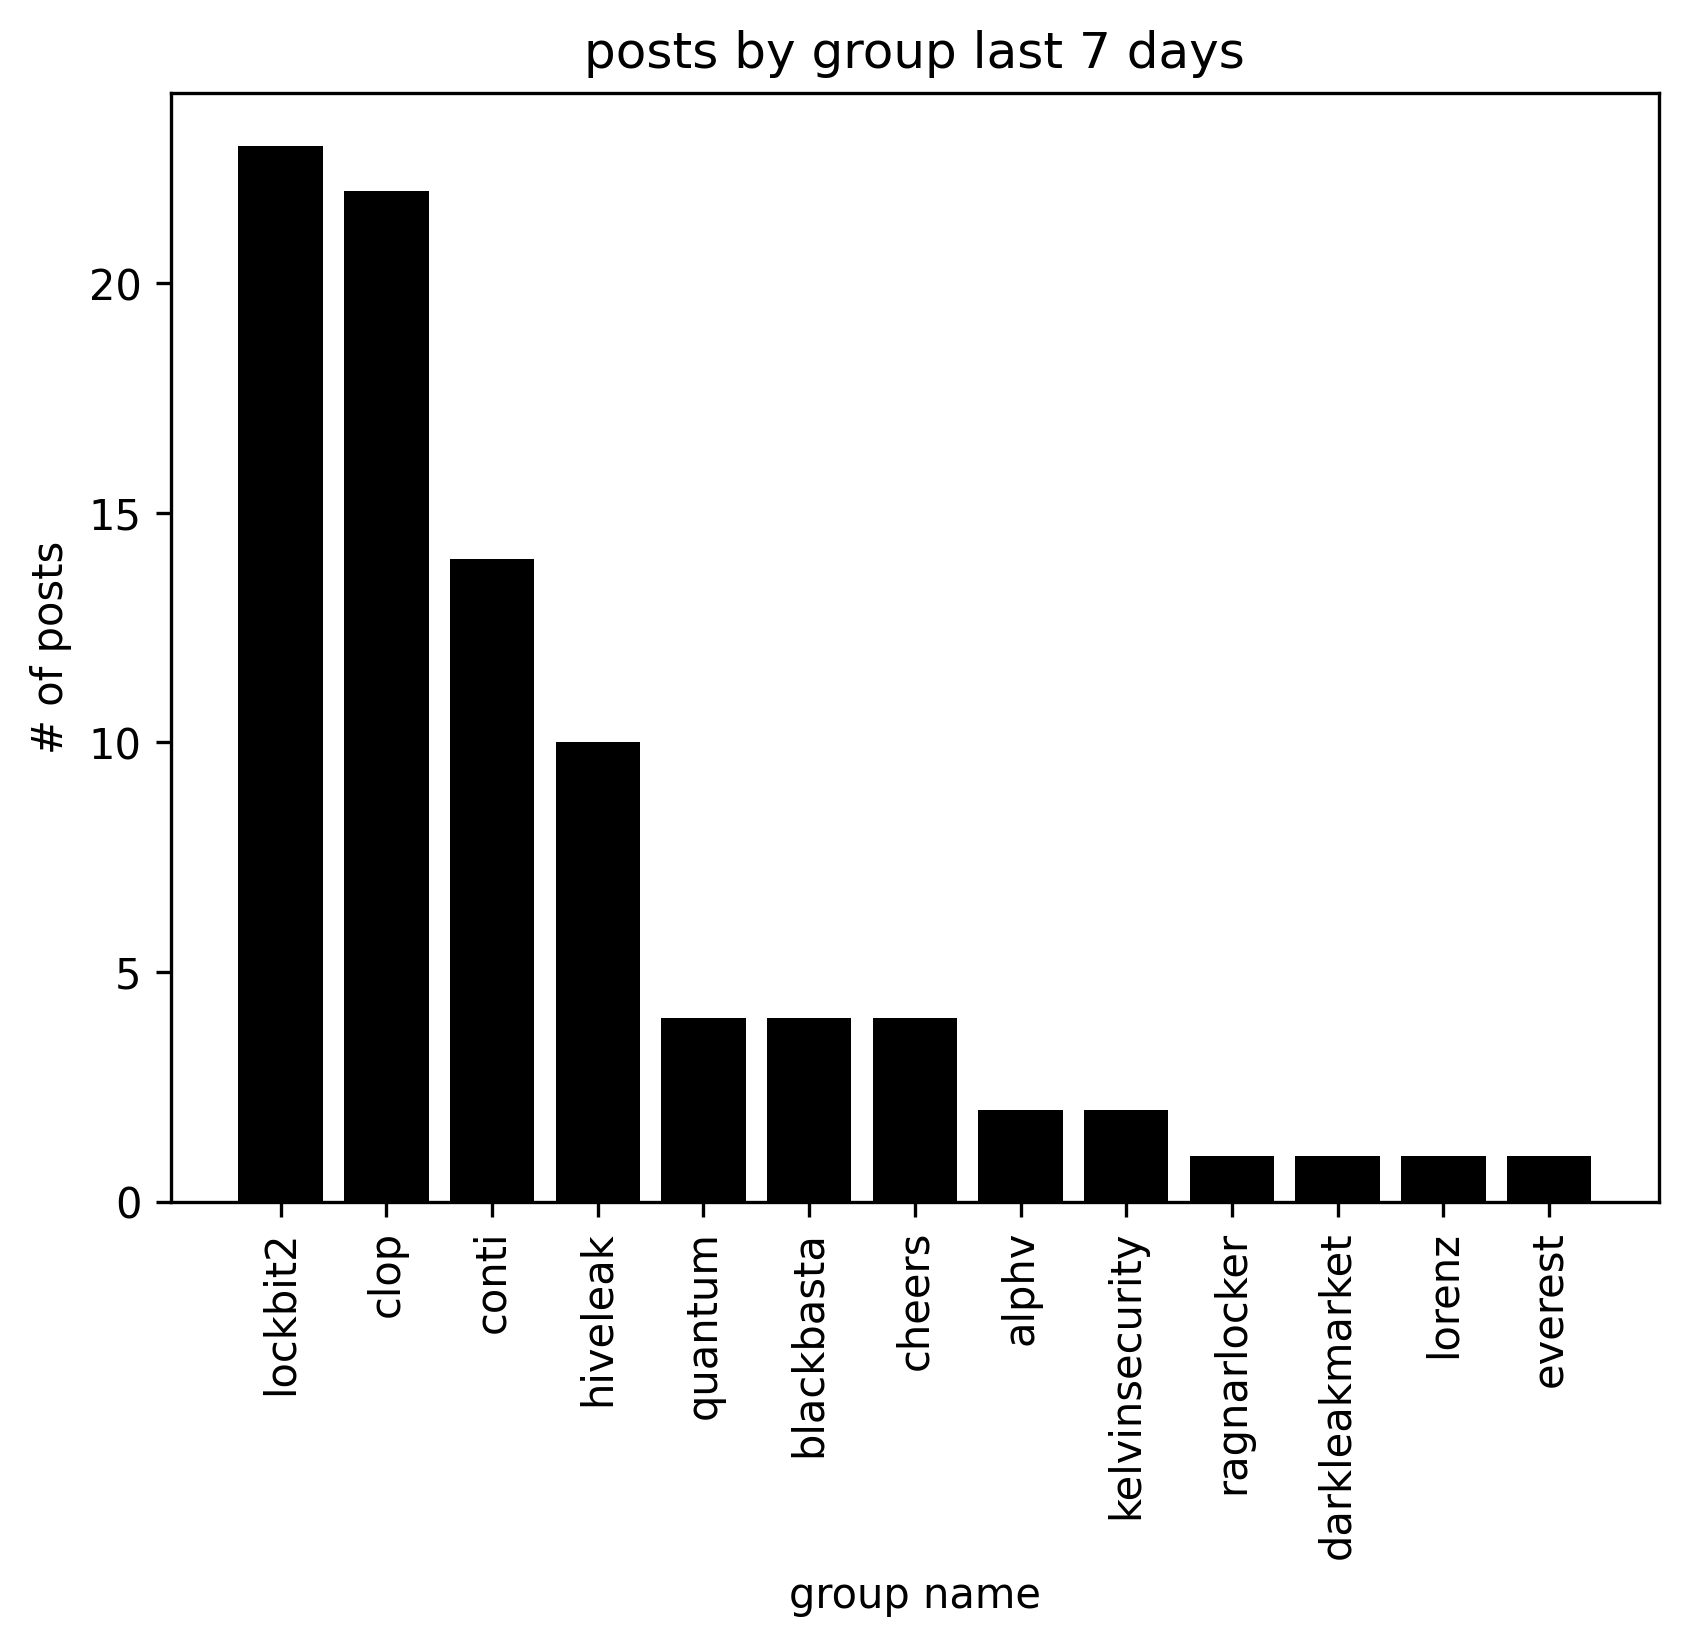 posts by group last 7 days
# of posts
20
15
10
5
0
lockbit2
clop
conti
hiveleak
quantum
blackbasta
cheers
alphv
kelvinsecurity
ragnarlocker
darkleakmarket
lorenz
everest
group name